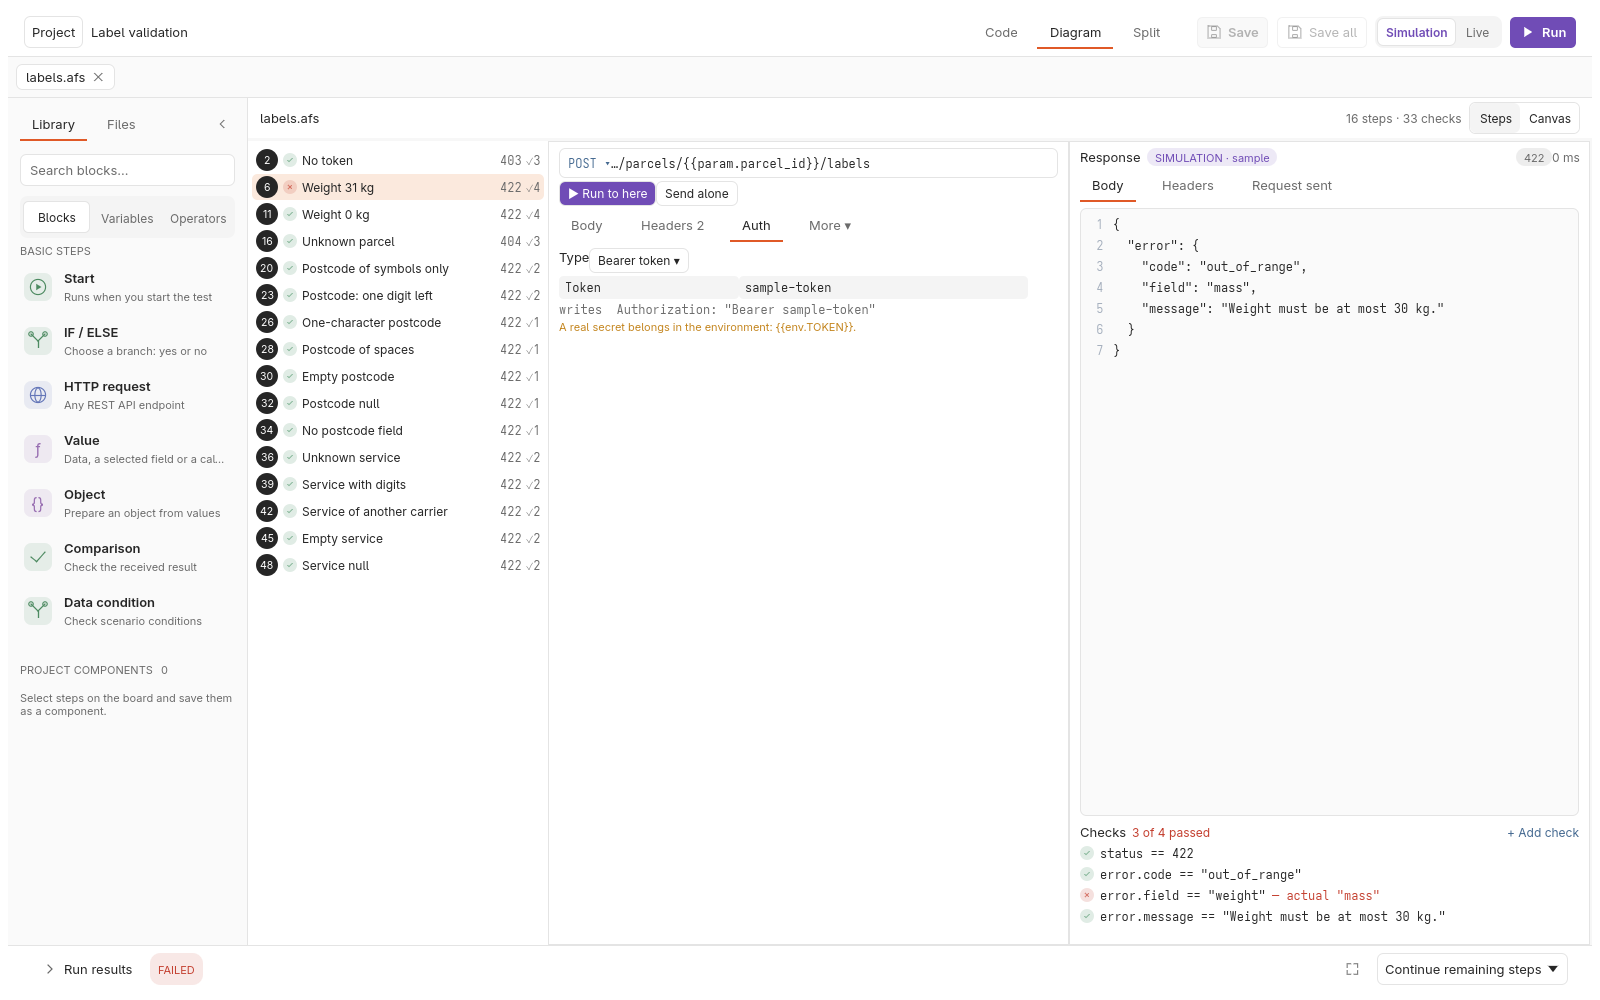 Project Label validation Code Diagram Split Save Save all Simulation Live Run
labels.afs
Library Files
Search blocks...
Blocks Variables Operators
BASIC STEPS
Start
Runs when you start the test
IF / ELSE
Choose a branch: yes or no
HTTP request
Any REST API endpoint
Value
Data, a selected field or a cal...
Object
Prepare an object from values
Comparison
Check the received result
Data condition
Check scenario conditions
PROJECT COMPONENTS 0
Select steps on the board and save them
as a component.
labels.afs 16 steps · 33 checks Steps Canvas
2 No token 403 ✓3
6 Weight 31 kg 422 ✓4
11 Weight 0 kg 422 ✓4
16 Unknown parcel 404 ✓3
20 Postcode of symbols only 422 ✓2
23 Postcode: one digit left 422 ✓2
26 One-character postcode 422 ✓1
28 Postcode of spaces 422 ✓1
30 Empty postcode 422 ✓1
32 Postcode null 422 ✓1
34 No postcode field 422 ✓1
36 Unknown service 422 ✓2
39 Service with digits 422 ✓2
42 Service of another carrier 422 ✓2
45 Empty service 422 ✓2
48 Service null 422 ✓2
POST ▾ …/parcels/{{param.parcel_id}}/labels
Run to here Send alone
Body Headers 2 Auth More ▾
Type Bearer token ▾
Token sample-token
writes Authorization: "Bearer sample-token"
A real secret belongs in the environment: {{env.TOKEN}}.
Response SIMULATION · sample 422 0 ms
Body Headers Request sent
1 {
2 "error": {
3 "code": "out_of_range",
4 "field": "mass",
5 "message": "Weight must be at most 30 kg."
6 }
7 }
Checks 3 of 4 passed + Add check
status == 422
error.code == "out_of_range"
error.field == "weight" — actual "mass"
error.message == "Weight must be at most 30 kg."
Run results FAILED Continue remaining steps